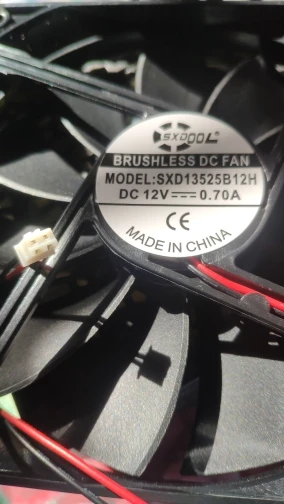 SXDOOL
BRUSHLESS DC FAN
MODEL:SXD13525B12H
DC 12V⎓0.70A
CE
MADE IN CHINA